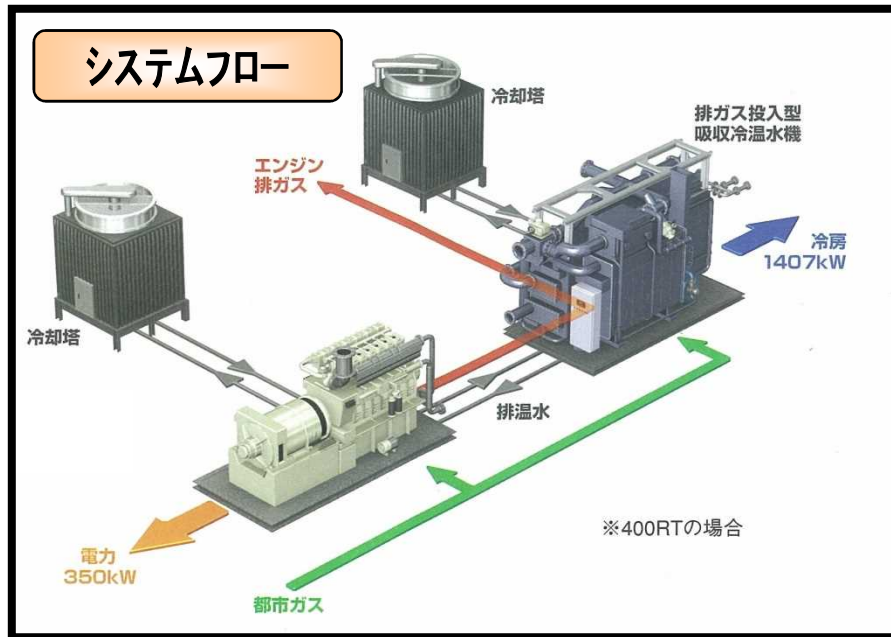 システムフロー
冷却塔
排ガス投入型
吸収冷温水機
エンジン
排ガス
冷房
1407kW
冷却塔
排温水
※400RTの場合
電力
350kW
都市ガス